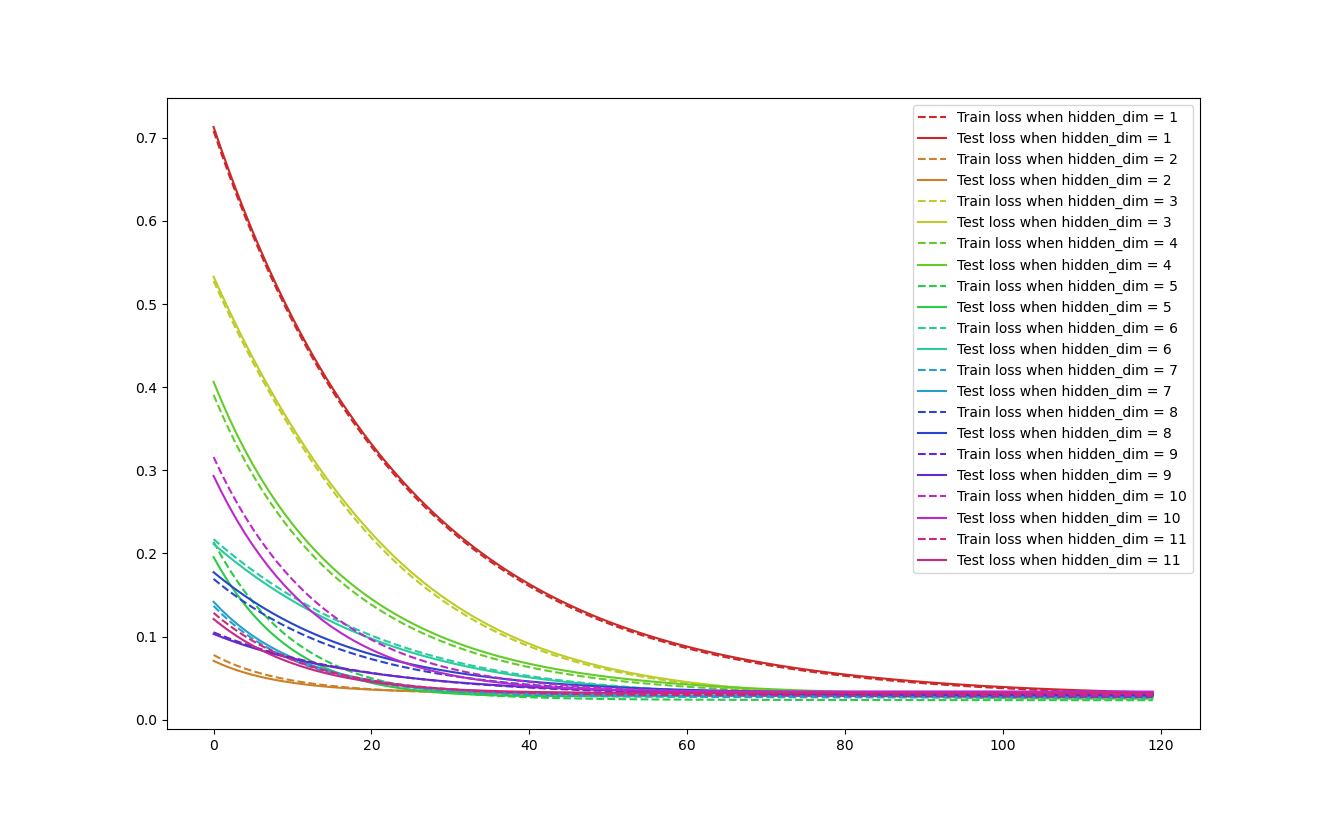 Train loss when hidden_dim = 1
Test loss when hidden_dim = 1
Train loss when hidden_dim = 2
Test loss when hidden_dim = 2
Train loss when hidden_dim = 3
Test loss when hidden_dim = 3
Train loss when hidden_dim = 4
Test loss when hidden_dim = 4
Train loss when hidden_dim = 5
Test loss when hidden_dim = 5
Train loss when hidden_dim = 6
Test loss when hidden_dim = 6
Train loss when hidden_dim = 7
Test loss when hidden_dim = 7
Train loss when hidden_dim = 8
Test loss when hidden_dim = 8
Train loss when hidden_dim = 9
Test loss when hidden_dim = 9
Train loss when hidden_dim = 10
Test loss when hidden_dim = 10
Train loss when hidden_dim = 11
Test loss when hidden_dim = 11
0.7
0.6
0.5
0.4
0.3
0.2
0.1
0.0
0 20 40 60 80 100 120